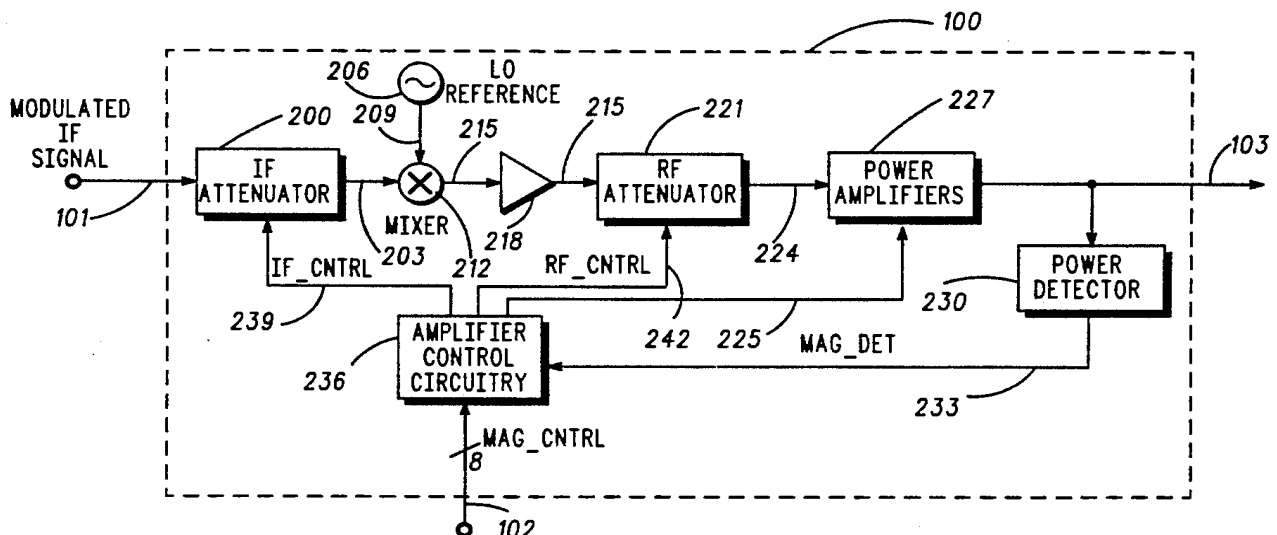 100
206
LO
REFERENCE
MODULATED
IF
SIGNAL
200
209
215
215
221
227
103
IF
ATTENUATOR
RF
ATTENUATOR
POWER
AMPLIFIERS
101
MIXER
203
212
218
224
IF_CNTRL
RF_CNTRL
230
POWER
DETECTOR
239
242
225
236
AMPLIFIER
CONTROL
CIRCUITRY
MAG_DET
233
MAG_CNTRL
8
102